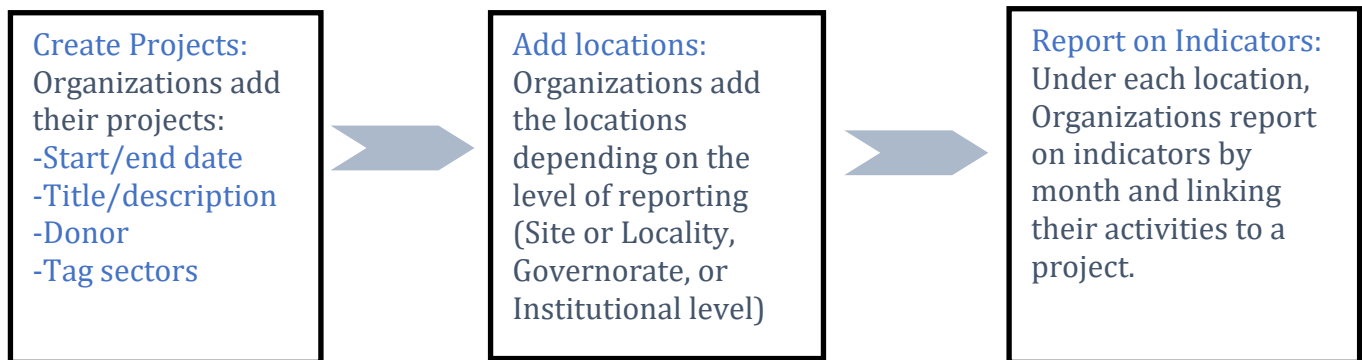 Create Projects:
Organizations add
their projects:
-Start/end date
-Title/description
-Donor
-Tag sectors
Add locations:
Organizations add
the locations
depending on the
level of reporting
(Site or Locality,
Governorate, or
Institutional level)
Report on Indicators:
Under each location,
Organizations report
on indicators by
month and linking
their activities to a
project.